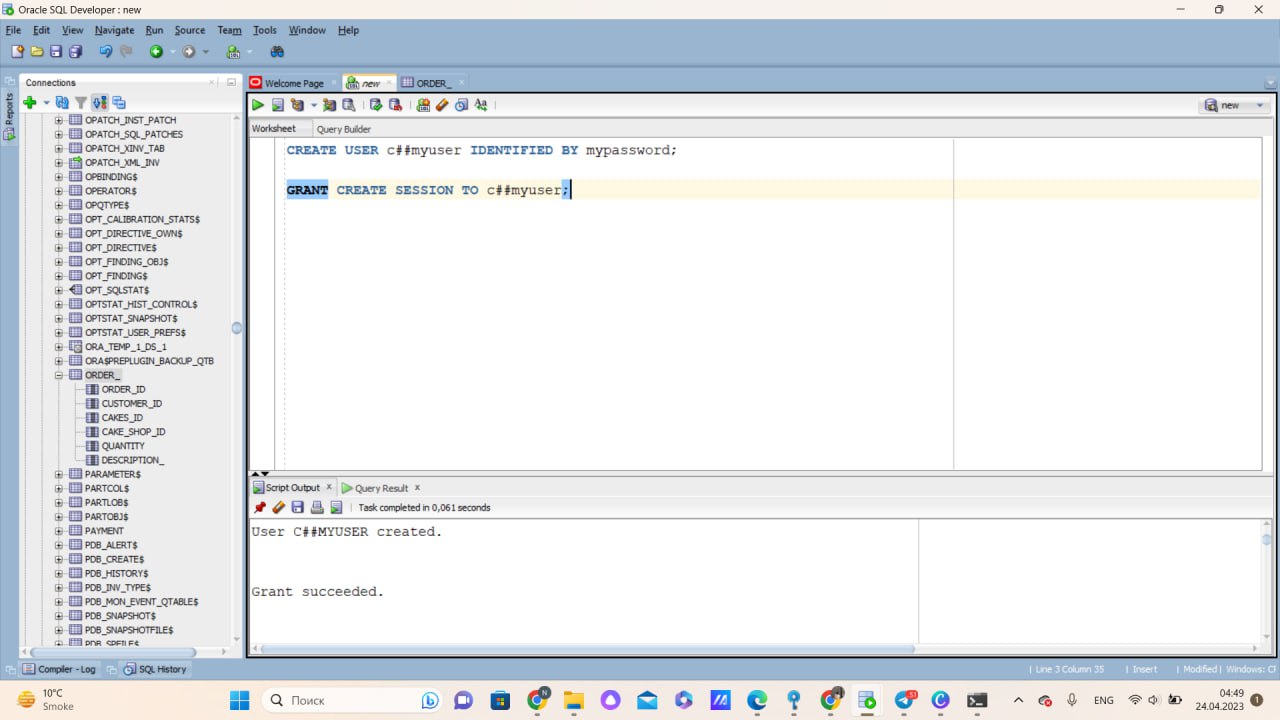 Oracle SQL Developer : new
File Edit View Navigate Run Source Team Tools Window Help
Connections
Reports
OPATCH_INST_PATCH
OPATCH_SQL_PATCHES
OPATCH_XINV_TAB
OPATCH_XML_INV
OPBINDING$
OPERATOR$
OPQTYPE$
OPT_CALIBRATION_STATS$
OPT_DIRECTIVE_OWN$
OPT_DIRECTIVE$
OPT_FINDING_OBJ$
OPT_FINDING$
OPT_SQLSTAT$
OPTSTAT_HIST_CONTROL$
OPTSTAT_SNAPSHOT$
OPTSTAT_USER_PREFS$
ORA_TEMP_1_DS_1
ORA$PREPLUGIN_BACKUP_QTB
ORDER_
ORDER_ID
CUSTOMER_ID
CAKES_ID
CAKE_SHOP_ID
QUANTITY
DESCRIPTION_
PARAMETER$
PARTCOL$
PARTLOB$
PARTOBJ$
PAYMENT
PDB_ALERT$
PDB_CREATE$
PDB_HISTORY$
PDB_INV_TYPE$
PDB_MON_EVENT_QTABLE$
PDB_SNAPSHOT$
PDB_SNAPSHOTFILE$
PDB_SPFILE$
Welcome Page new ORDER_
new
Worksheet Query Builder
CREATE USER c##myuser IDENTIFIED BY mypassword;
GRANT CREATE SESSION TO c##myuser;
Script Output Query Result
Task completed in 0,061 seconds
User C##MYUSER created.
Grant succeeded.
Compiler - Log SQL History
Line 3 Column 35 Insert Modified Windows:
10°C
Smoke
Поиск
51
ENG
04:49
24.04.2023
1